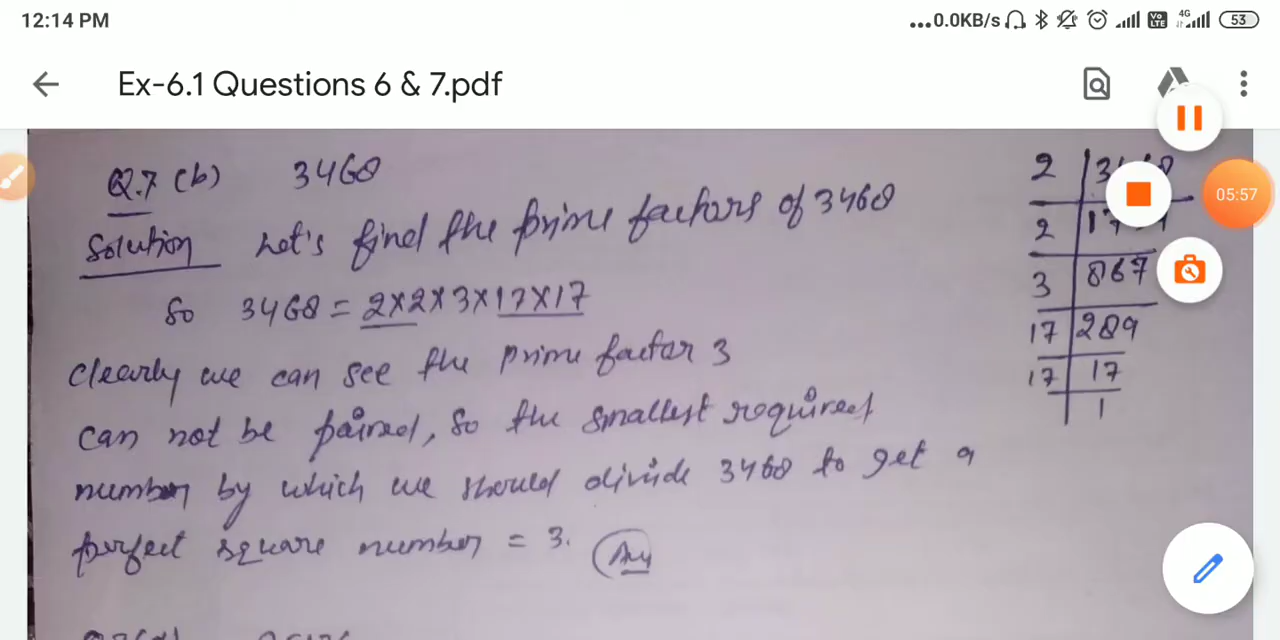 12:14 PM
...0.0KB/s Vo LTE 4G 53
Ex-6.1 Questions 6 & 7.pdf
05:57
Q.7 (b) 3468
Solution Let's find the prime factors of 3468
So 3468 = 2×2×3×17×17
Clearly we can see the prime factor 3
can not be paired, so the smallest required
number by which we should divide 3468 to get a
perfect square number = 3. Ans
2
2
3 867
17 289
17 17
1